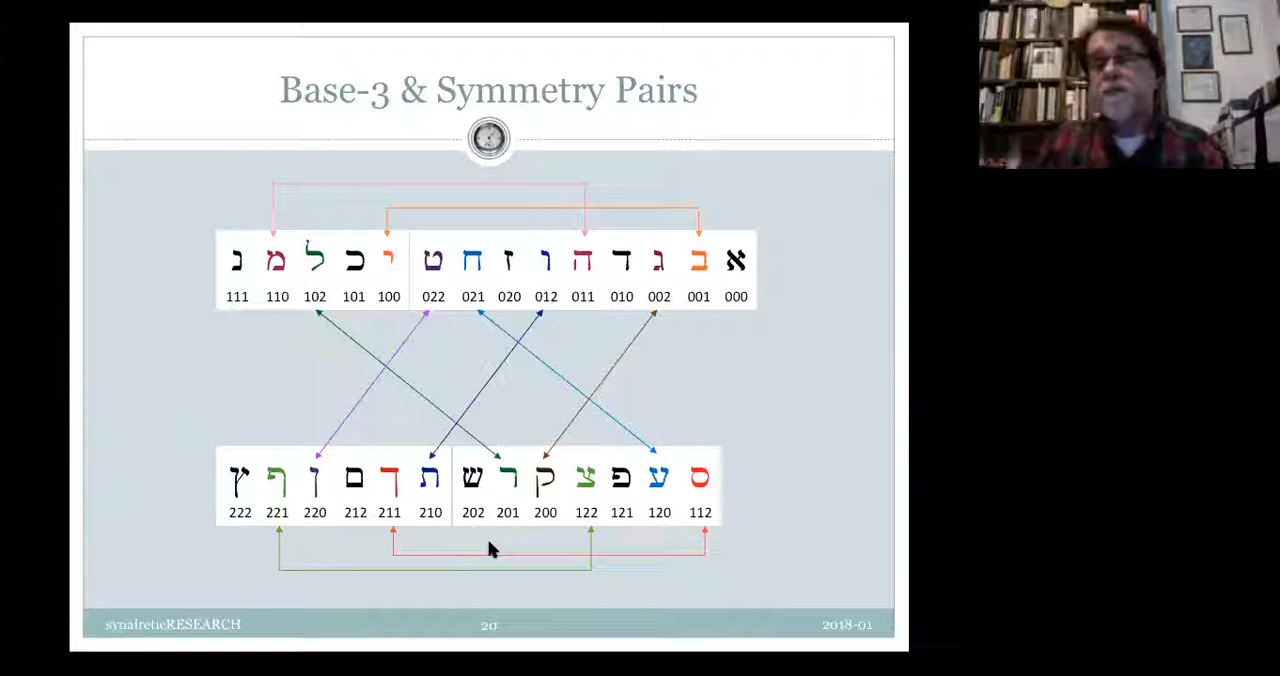 Base-3 & Symmetry Pairs
א ב ג ד ה ו ז ח ט י כ ל מ נ
111 110 102 101 100 022 021 020 012 011 010 002 001 000
ס ע פ צ ק ר ש ת ך ם ן ף ץ
222 221 220 212 211 210 202 201 200 122 121 120 112
synaireticRESEARCH 20 2018-01